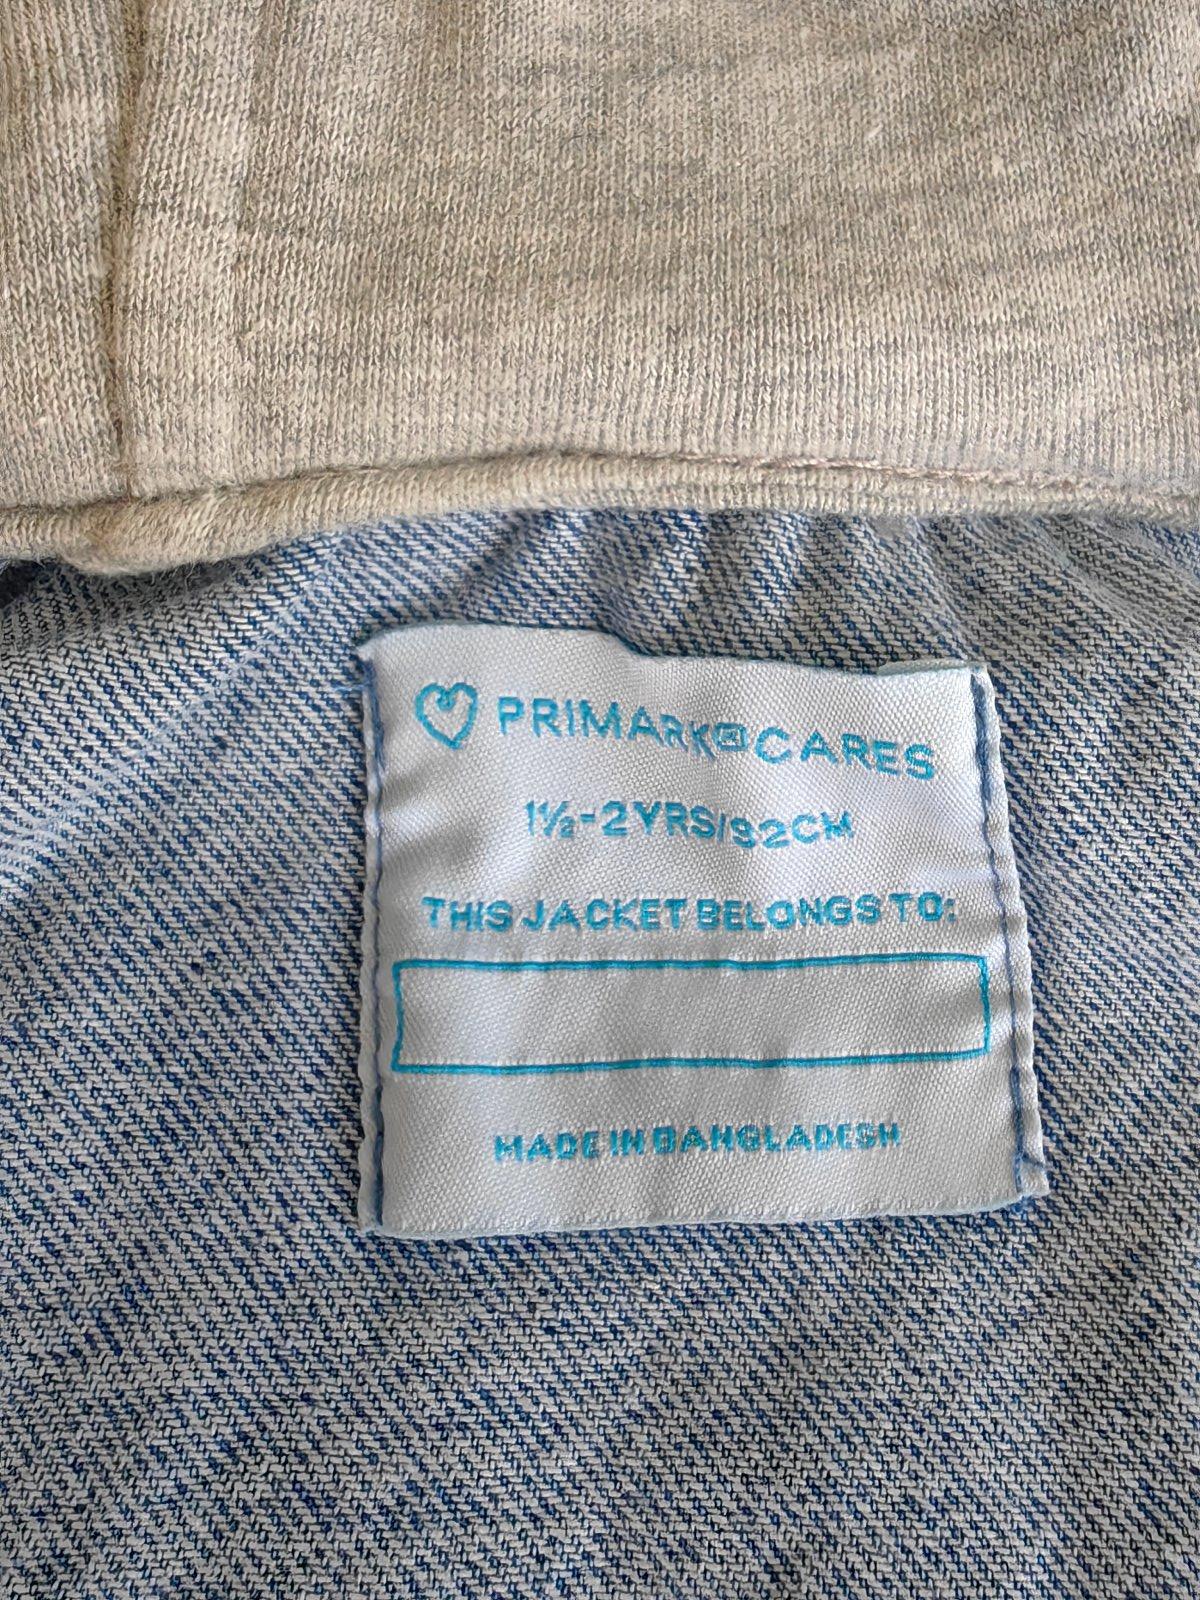 PRIMARK® CARES
1½-2YRS/92CM
THIS JACKET BELONGS TO:
MADE IN BANGLADESH